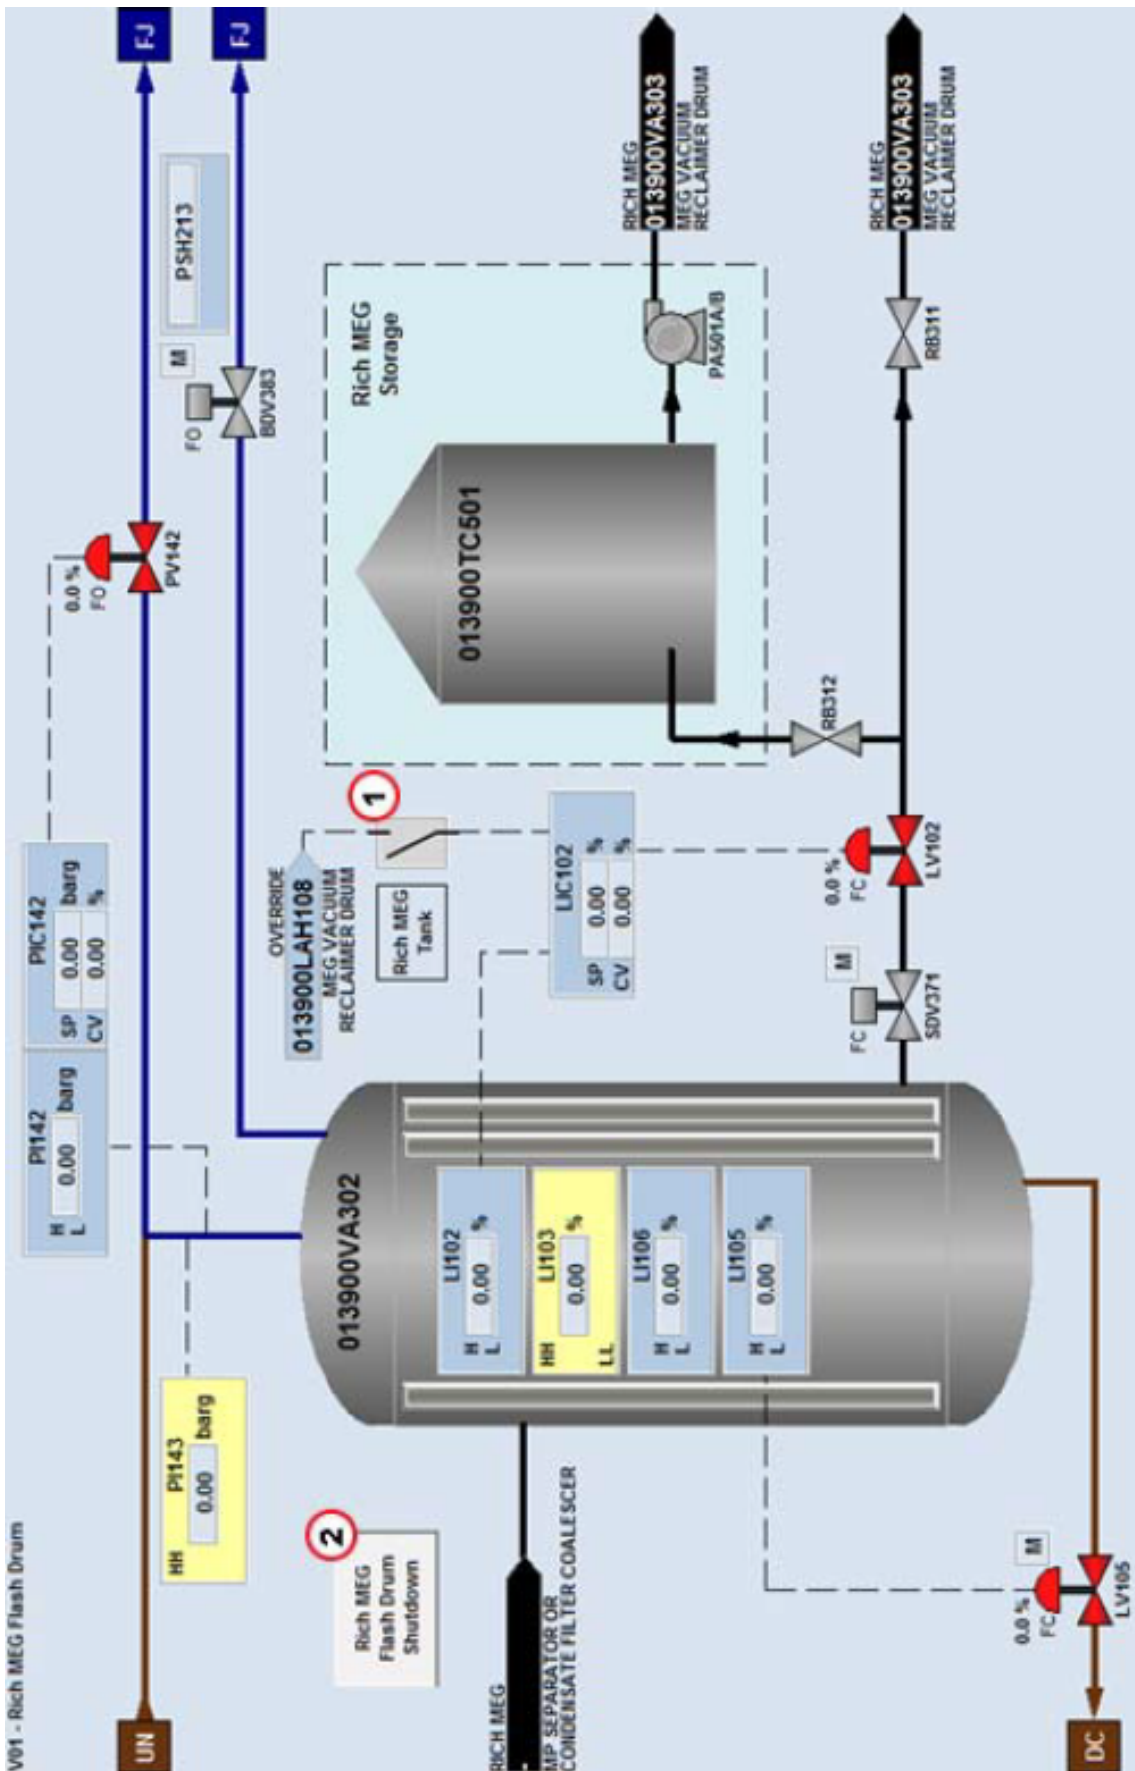 V01 - Rich MEG Flash Drum
UN
FJ
FJ
PI142
H
L
0.00
barg
PIC142
SP
0.00
barg
CV
0.00
%
0.0 %
FO
PV142
HH
PI143
0.00
barg
PSH213
M
FO
BDV383
OVERRIDE
013900LAH108
MEG VACUUM
RECLAIMER DRUM
1
Rich MEG
Tank
2
Rich MEG
Flash Drum
Shutdown
013900VA302
LI102
H
L
0.00
%
LI103
HH
LL
0.00
%
LI106
H
L
0.00
%
LI105
H
L
0.00
%
LIC102
SP
0.00
%
CV
0.00
%
Rich MEG
Storage
013900TC501
PA501A/B
RICH MEG
013900VA303
MEG VACUUM
RECLAIMER DRUM
RICH MEG
MP SEPARATOR OR
CONDENSATE FILTER COALESCER
M
FC
SDV371
0.0 %
FC
LV102
RB312
RB311
RICH MEG
013900VA303
MEG VACUUM
RECLAIMER DRUM
0.0 %
FC
M
LV105
DC